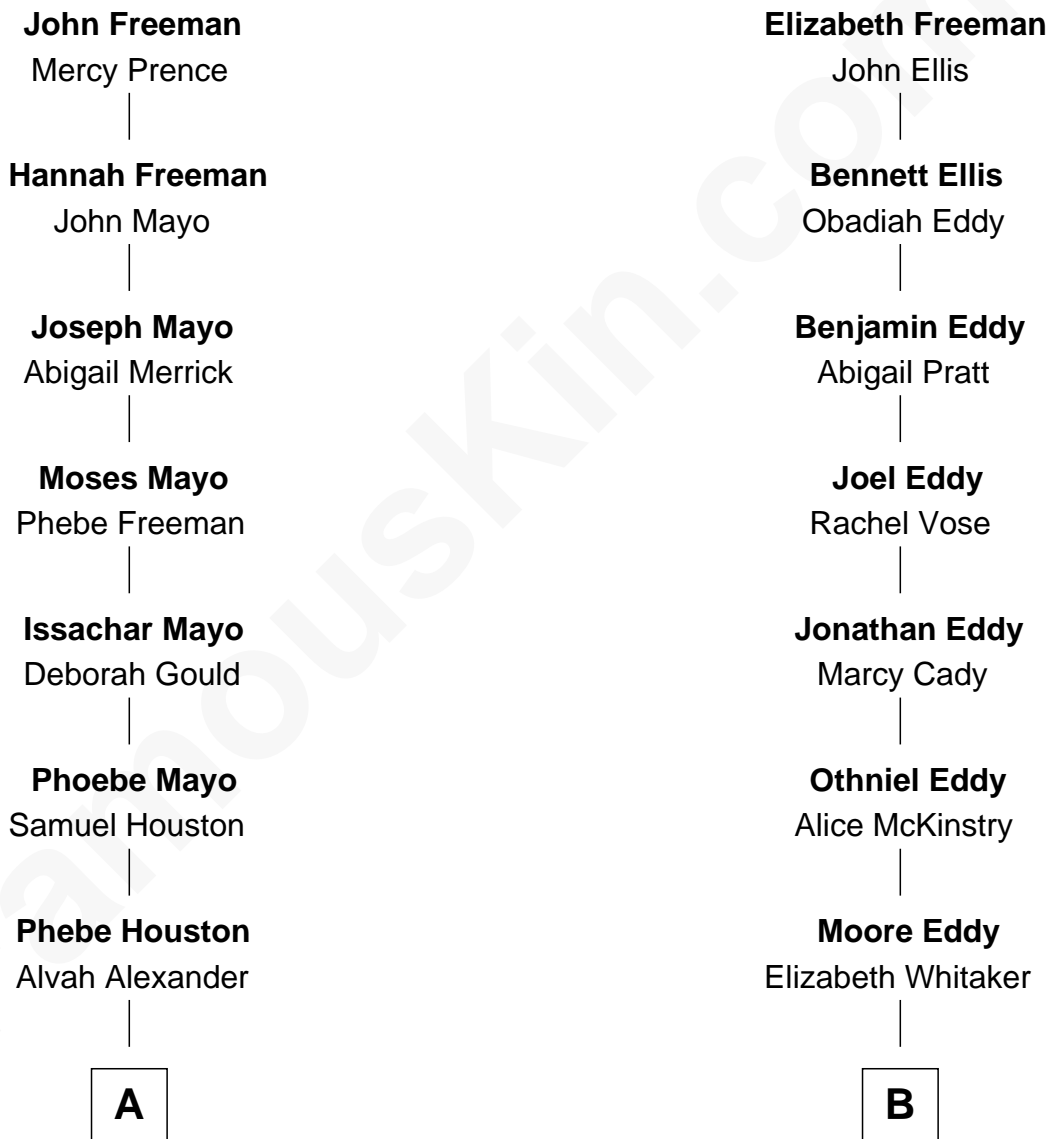 John Freeman
Mercy Prence
Hannah Freeman
John Mayo
Joseph Mayo
Abigail Merrick
Moses Mayo
Phebe Freeman
Issachar Mayo
Deborah Gould
Phoebe Mayo
Samuel Houston
Phebe Houston
Alvah Alexander
A
Elizabeth Freeman
John Ellis
Bennett Ellis
Obadiah Eddy
Benjamin Eddy
Abigail Pratt
Joel Eddy
Rachel Vose
Jonathan Eddy
Marcy Cady
Othniel Eddy
Alice McKinstry
Moore Eddy
Elizabeth Whitaker
B
amouskin.com